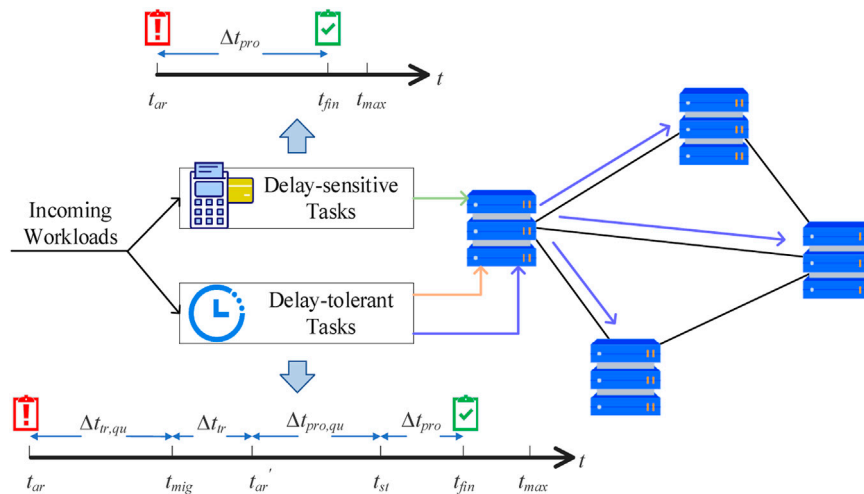 Δt_pro
t
t_ar t_fin t_max
Delay-sensitive
Tasks
Incoming
Workloads
Delay-tolerant
Tasks
Δt_tr,qu Δt_tr Δt_pro,qu Δt_pro
t
t_ar t_mig t_ar' t_st t_fin t_max